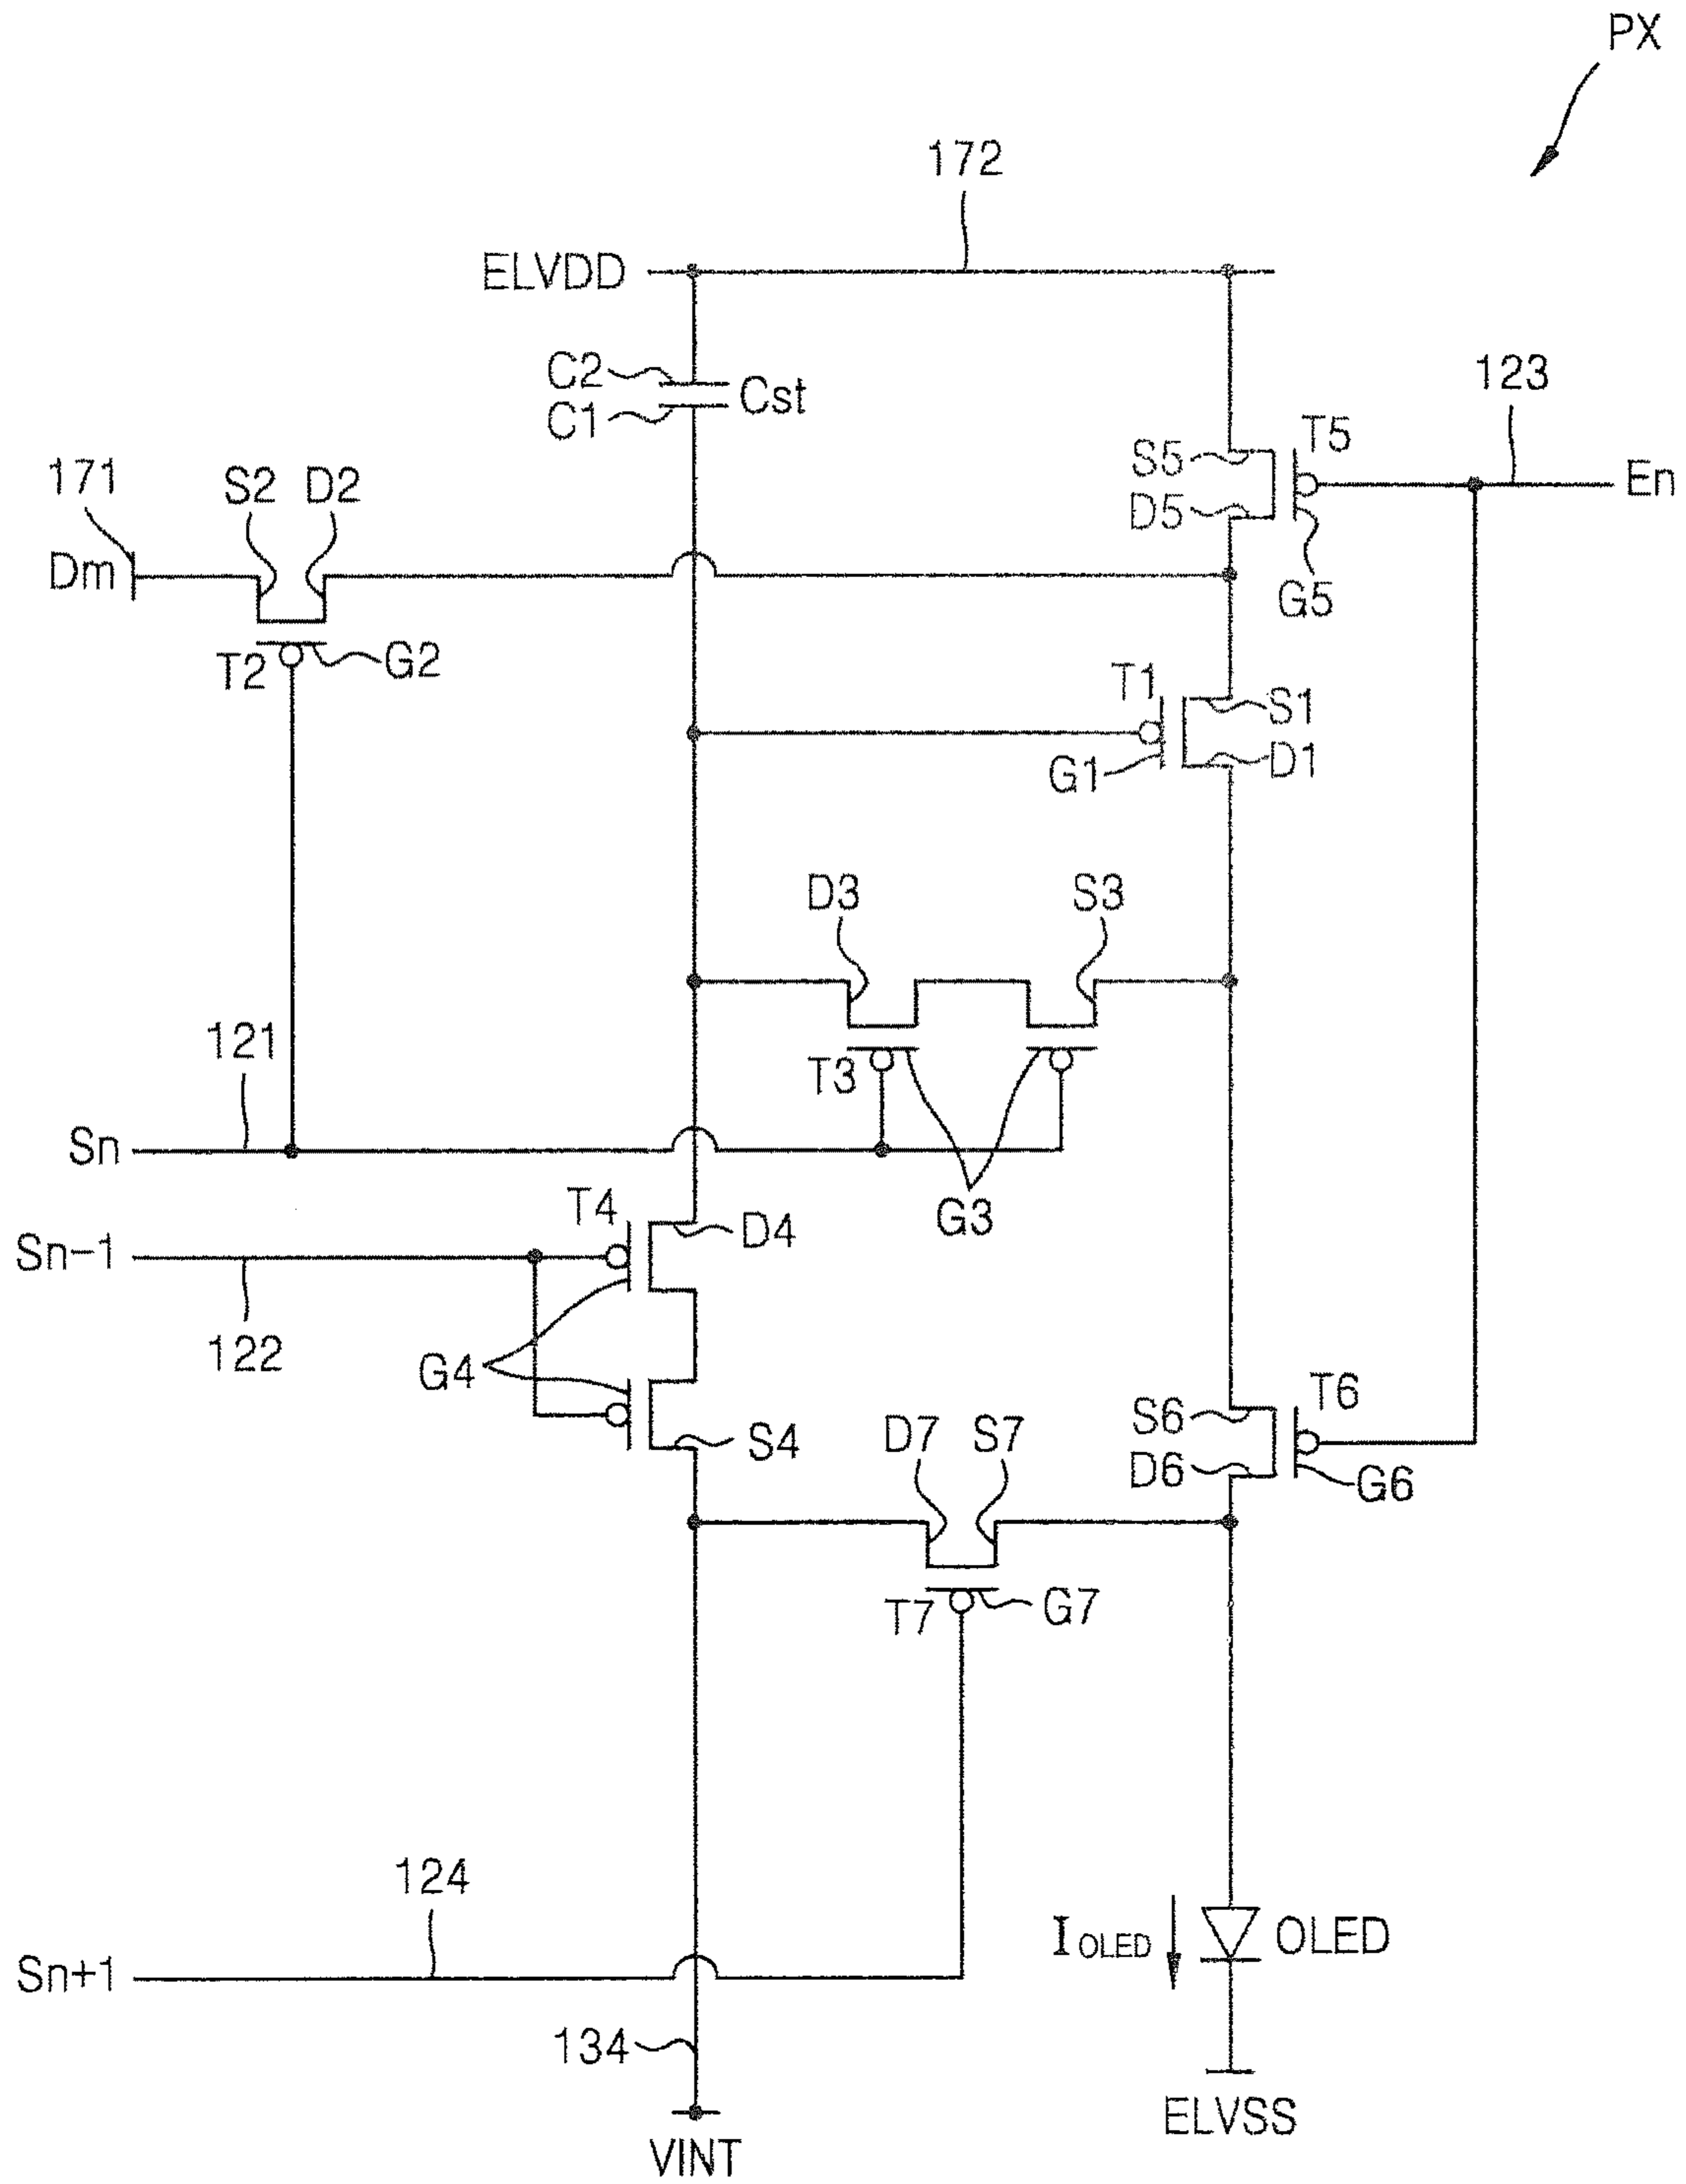 PX
172
ELVDD
C2
Cst
C1
123
T5
S5
D5
En
G5
171
S2 D2
Dm
T2 G2
T1
S1
G1
D1
D3 S3
121
T3
Sn
G3
T4
D4
Sn-1
122
G4
S4
T6
S6
D6
G6
D7 S7
T7 G7
124
Sn+1
IOLED
OLED
134
ELVSS
VINT